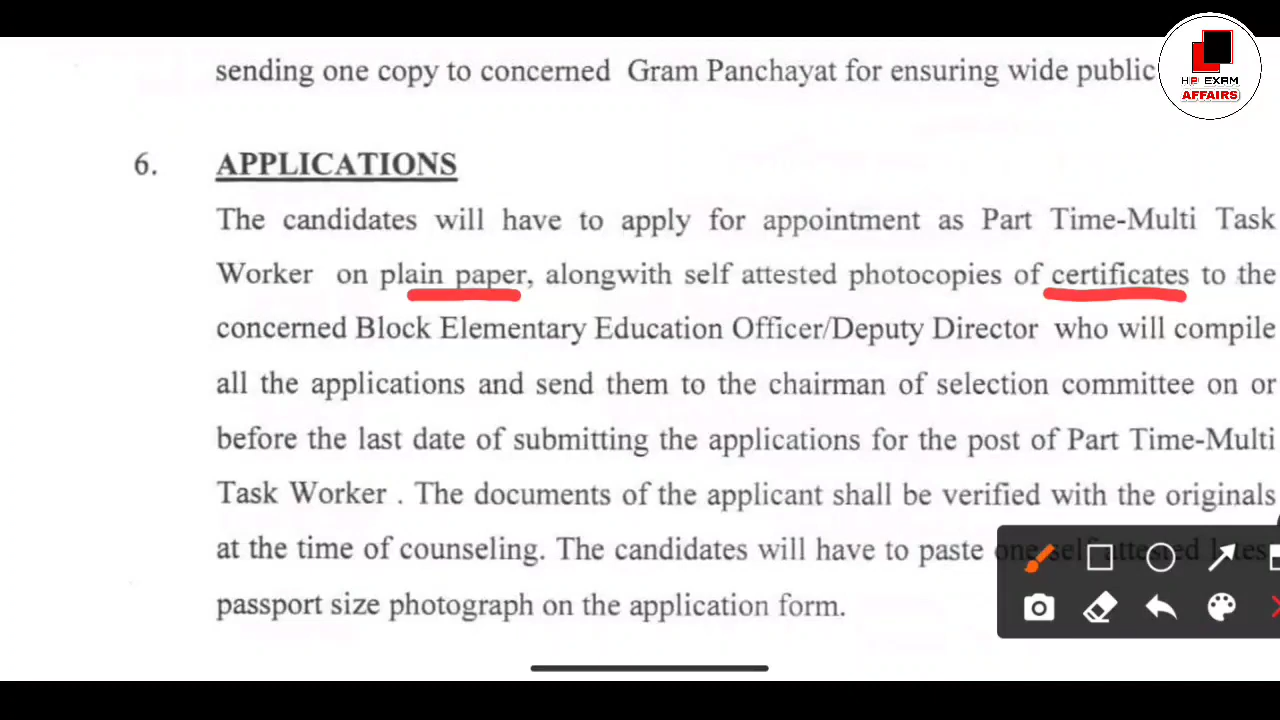 sending one copy to concerned Gram Panchayat for ensuring wide public
HP EXAM
AFFAIRS
6. APPLICATIONS
The candidates will have to apply for appointment as Part Time-Multi Task
Worker on plain paper, alongwith self attested photocopies of certificates to the
concerned Block Elementary Education Officer/Deputy Director who will compile
all the applications and send them to the chairman of selection committee on or
before the last date of submitting the applications for the post of Part Time-Multi
Task Worker . The documents of the applicant shall be verified with the originals
at the time of counseling. The candidates will have to paste one self attested
passport size photograph on the application form.